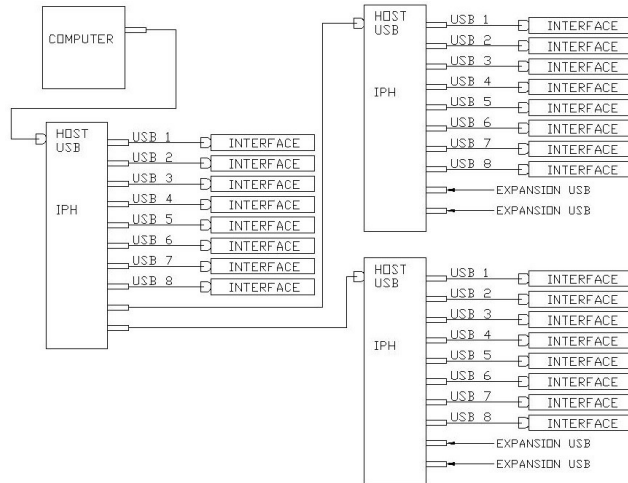 COMPUTER
HOST
USB
IPH
USB 1 INTERFACE
USB 2 INTERFACE
USB 3 INTERFACE
USB 4 INTERFACE
USB 5 INTERFACE
USB 6 INTERFACE
USB 7 INTERFACE
USB 8 INTERFACE
HOST
USB
IPH
USB 1 INTERFACE
USB 2 INTERFACE
USB 3 INTERFACE
USB 4 INTERFACE
USB 5 INTERFACE
USB 6 INTERFACE
USB 7 INTERFACE
USB 8 INTERFACE
EXPANSION USB
EXPANSION USB
HOST
USB
IPH
USB 1 INTERFACE
USB 2 INTERFACE
USB 3 INTERFACE
USB 4 INTERFACE
USB 5 INTERFACE
USB 6 INTERFACE
USB 7 INTERFACE
USB 8 INTERFACE
EXPANSION USB
EXPANSION USB